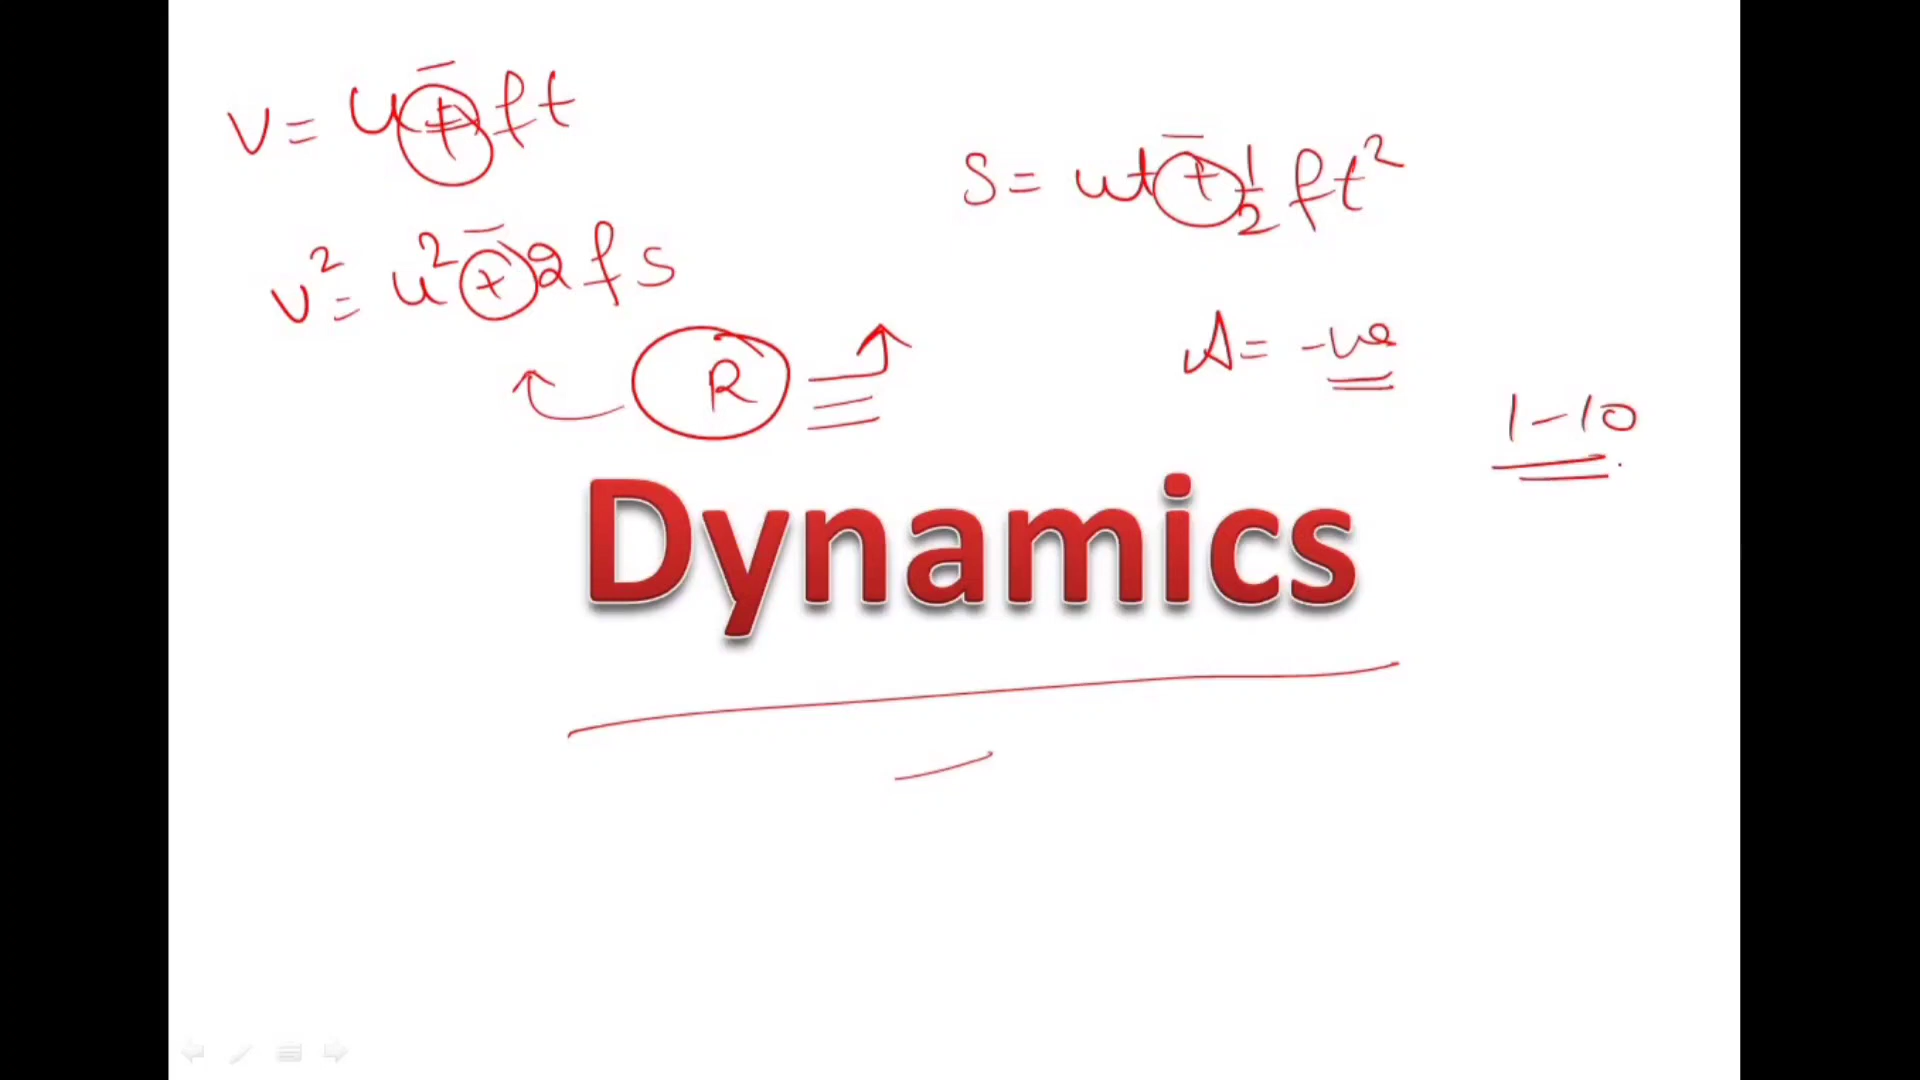 v = u + ft
s = ut + 1/2 ft²
v² = u² + 2fs
A = -ve
R
1-10
Dynamics